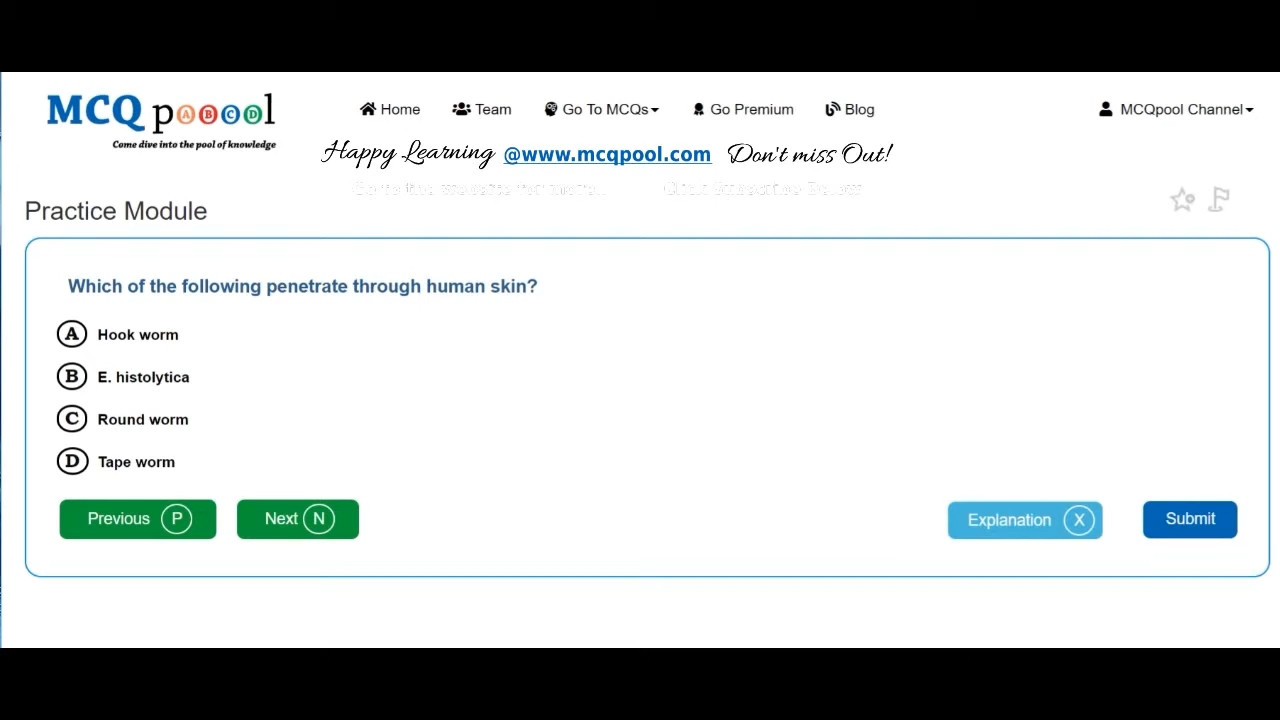 MCQ pooool
Come dive into the pool of knowledge
Home Team Go To MCQs Go Premium Blog MCQpool Channel
Happy Learning @www.mcqpool.com Don't miss Out!
Practice Module
Which of the following penetrate through human skin?
A Hook worm
B E. histolytica
C Round worm
D Tape worm
Previous P Next N Explanation X Submit